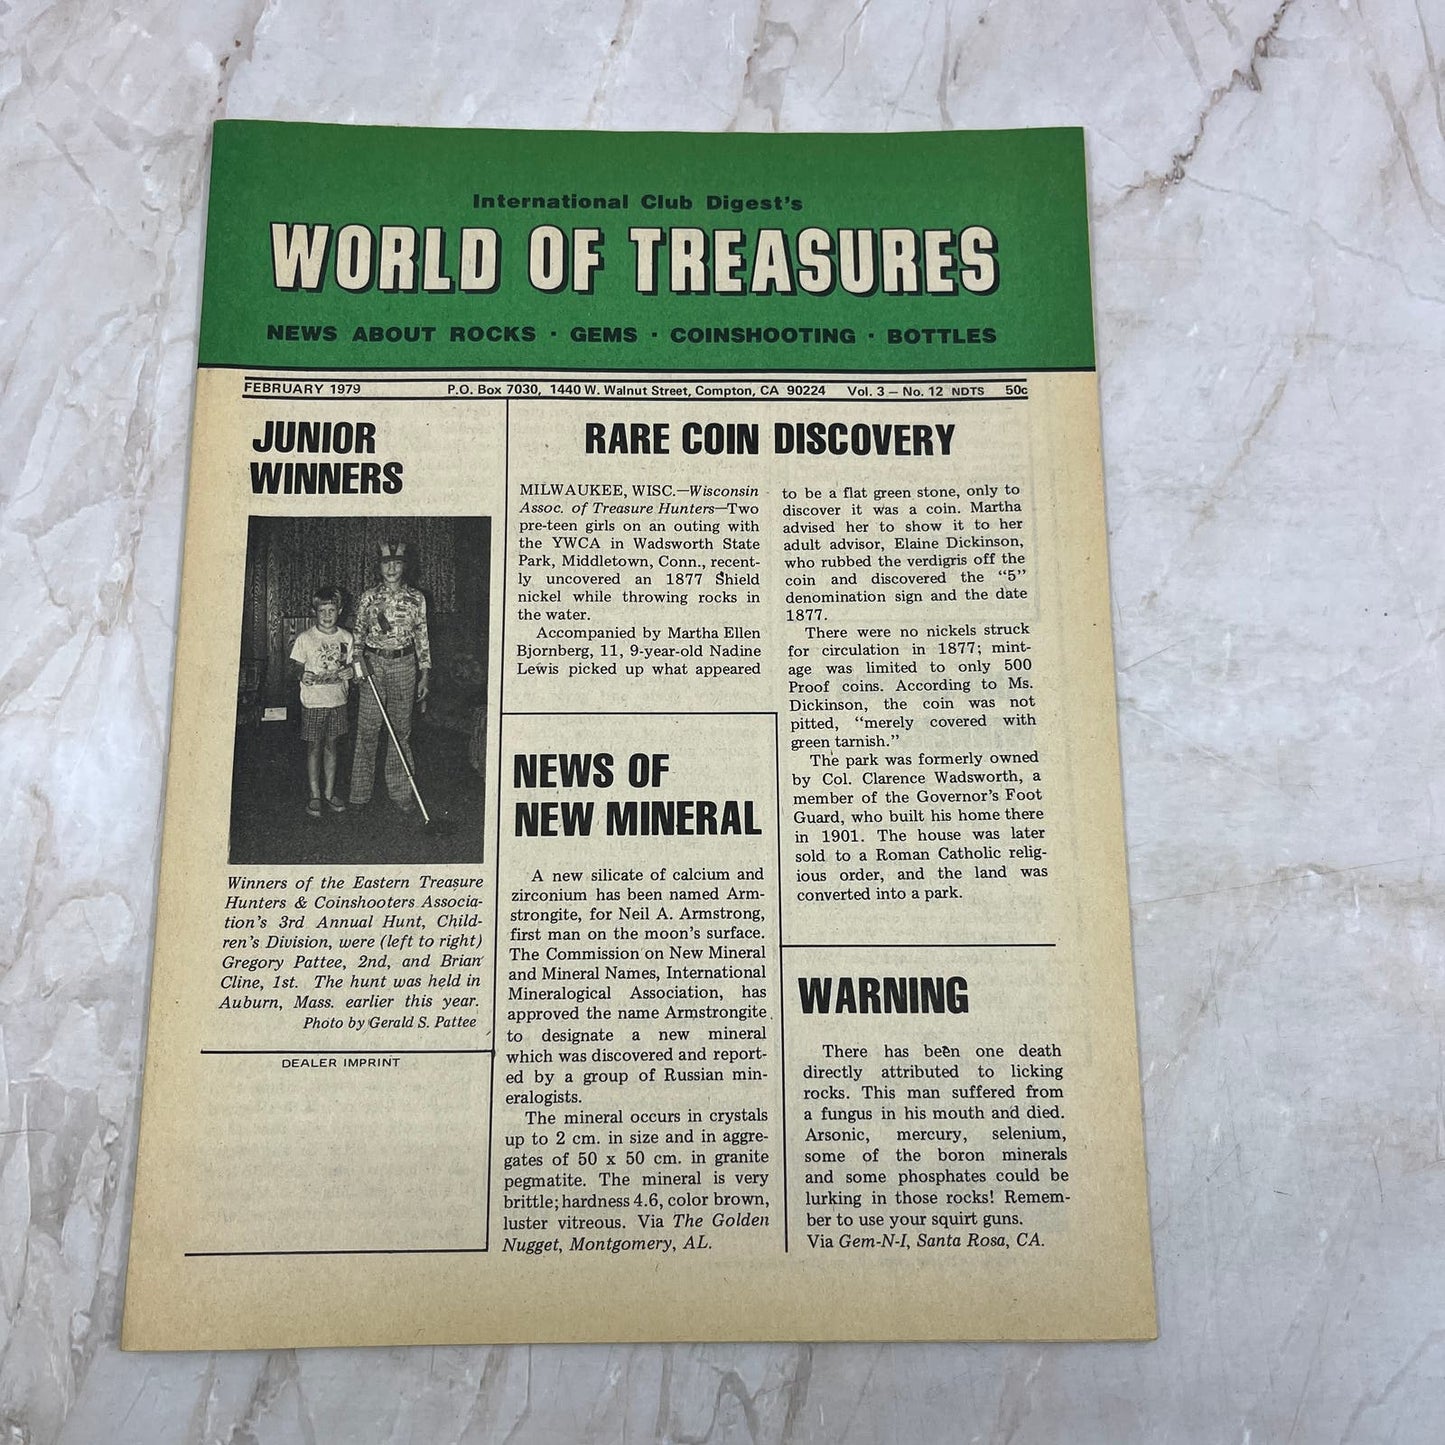 International Club Digest's
WORLD OF TREASURES
NEWS ABOUT ROCKS · GEMS · COINSHOOTING · BOTTLES
FEBRUARY 1979 P.O. Box 7030, 1440 W. Walnut Street, Compton, CA 90224 Vol. 3 – No. 12 NDTS 50c
JUNIOR
WINNERS
Winners of the Eastern Treasure
Hunters & Coinshooters Associa-
tion's 3rd Annual Hunt, Child-
ren's Division, were (left to right)
Gregory Pattee, 2nd, and Brian
Cline, 1st. The hunt was held in
Auburn, Mass. earlier this year.
Photo by Gerald S. Pattee
DEALER IMPRINT
RARE COIN DISCOVERY
MILWAUKEE, WISC.—Wisconsin
Assoc. of Treasure Hunters—Two
pre-teen girls on an outing with
the YWCA in Wadsworth State
Park, Middletown, Conn., recent-
ly uncovered an 1877 Shield
nickel while throwing rocks in
the water.
Accompanied by Martha Ellen
Bjornberg, 11, 9-year-old Nadine
Lewis picked up what appeared
to be a flat green stone, only to
discover it was a coin. Martha
advised her to show it to her
adult advisor, Elaine Dickinson,
who rubbed the verdigris off the
coin and discovered the "5"
denomination sign and the date
1877.
There were no nickels struck
for circulation in 1877; mint-
age was limited to only 500
Proof coins. According to Ms.
Dickinson, the coin was not
pitted, "merely covered with
green tarnish."
The park was formerly owned
by Col. Clarence Wadsworth, a
member of the Governor's Foot
Guard, who built his home there
in 1901. The house was later
sold to a Roman Catholic relig-
ious order, and the land was
converted into a park.
NEWS OF
NEW MINERAL
A new silicate of calcium and
zirconium has been named Arm-
strongite, for Neil A. Armstrong,
first man on the moon's surface.
The Commission on New Mineral
and Mineral Names, International
Mineralogical Association, has
approved the name Armstrongite
to designate a new mineral
which was discovered and report-
ed by a group of Russian min-
eralogists.
The mineral occurs in crystals
up to 2 cm. in size and in aggre-
gates of 50 x 50 cm. in granite
pegmatite. The mineral is very
brittle; hardness 4.6, color brown,
luster vitreous. Via The Golden
Nugget, Montgomery, AL.
WARNING
There has been one death
directly attributed to licking
rocks. This man suffered from
a fungus in his mouth and died.
Arsonic, mercury, selenium,
some of the boron minerals
and some phosphates could be
lurking in those rocks! Remem-
ber to use your squirt guns.
Via Gem-N-I, Santa Rosa, CA.